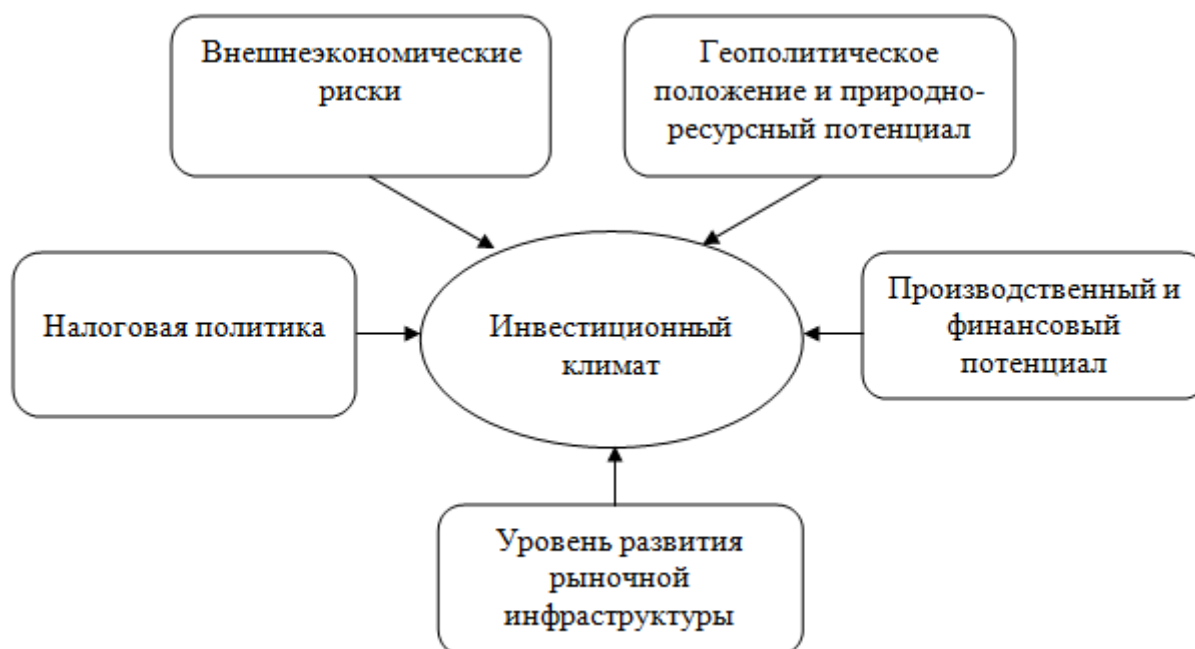 Внешнеэкономические
риски
Геополитическое
положение и природно-
ресурсный потенциал
Налоговая политика
Инвестиционный
климат
Производственный и
финансовый
потенциал
Уровень развития
рыночной
инфраструктуры